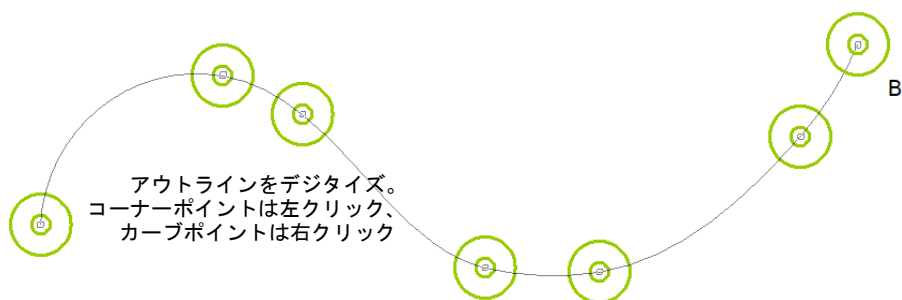 B
アウトラインをデジタイズ。
コーナーポイントは左クリック、
カーブポイントは右クリック